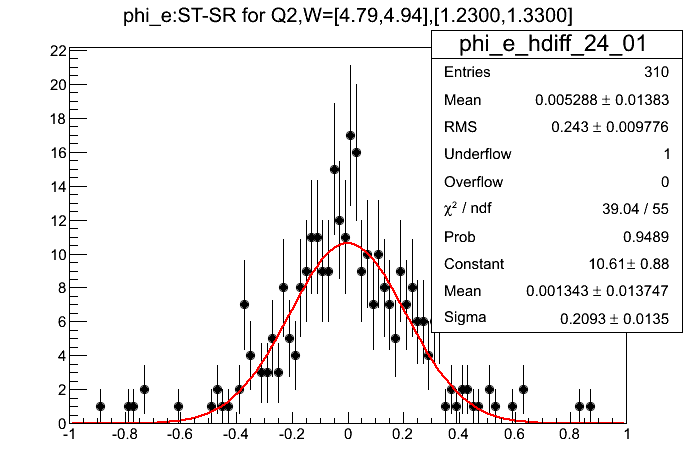 phi_e:ST-SR for Q2,W=[4.79,4.94],[1.2300,1.3300]
phi_e_hdiff_24_01
Entries 310
Mean 0.005288 ± 0.01383
RMS 0.243 ± 0.009776
Underflow 1
Overflow 0
χ² / ndf 39.04 / 55
Prob 0.9489
Constant 10.61± 0.88
Mean 0.001343 ± 0.013747
Sigma 0.2093 ± 0.0135
22
20
18
16
14
12
10
8
6
4
2
0
-1 -0.8 -0.6 -0.4 -0.2 0 0.2 0.4 0.6 0.8 1